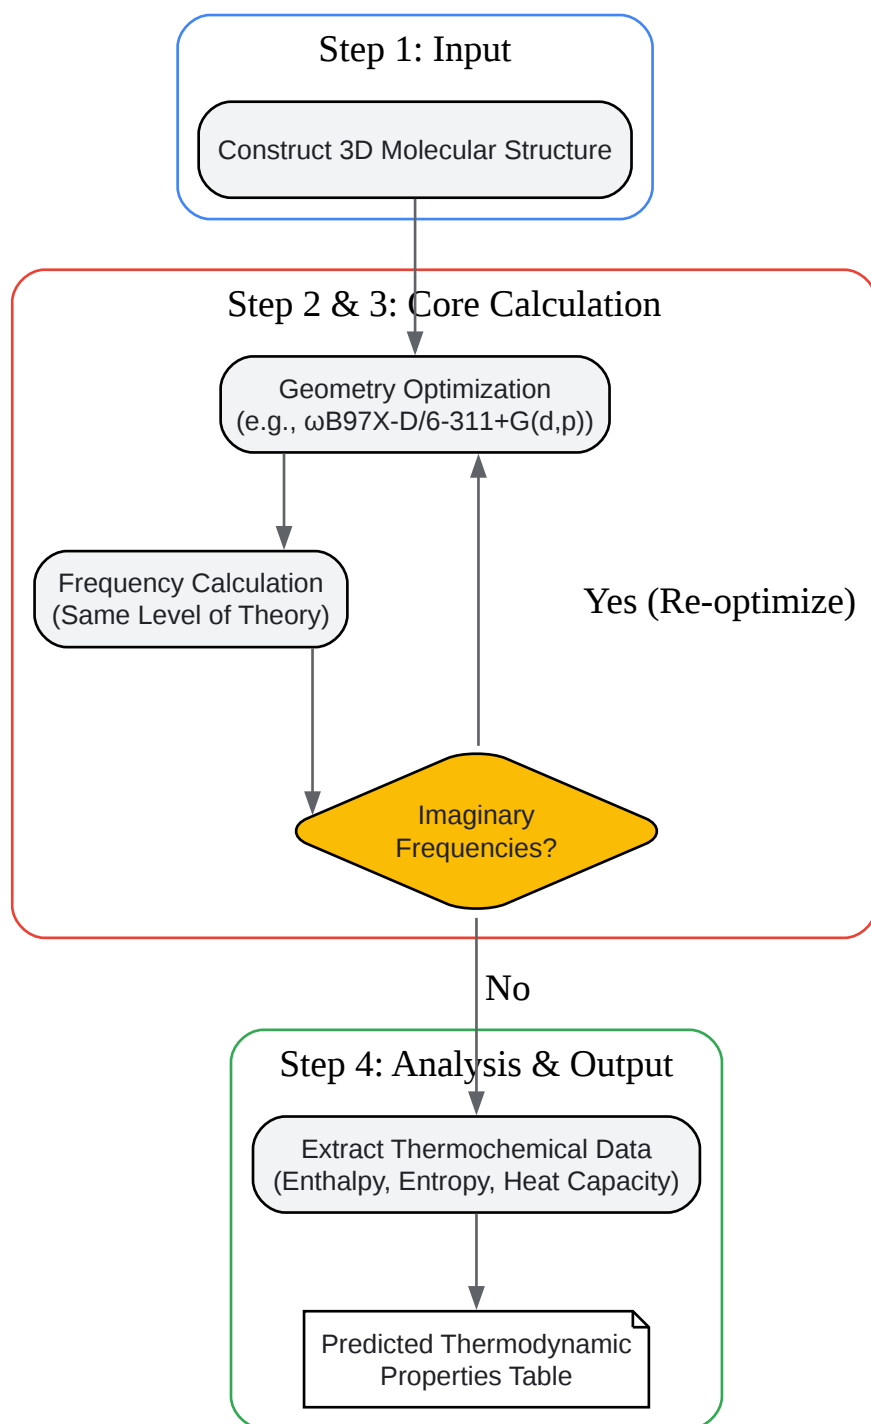 Step 1: Input
Construct 3D Molecular Structure
Step 2 & 3: Core Calculation
Geometry Optimization
(e.g., ωB97X-D/6-311+G(d,p))
Frequency Calculation
(Same Level of Theory)
Yes (Re-optimize)
Imaginary
Frequencies?
No
Step 4: Analysis & Output
Extract Thermochemical Data
(Enthalpy, Entropy, Heat Capacity)
Predicted Thermodynamic
Properties Table